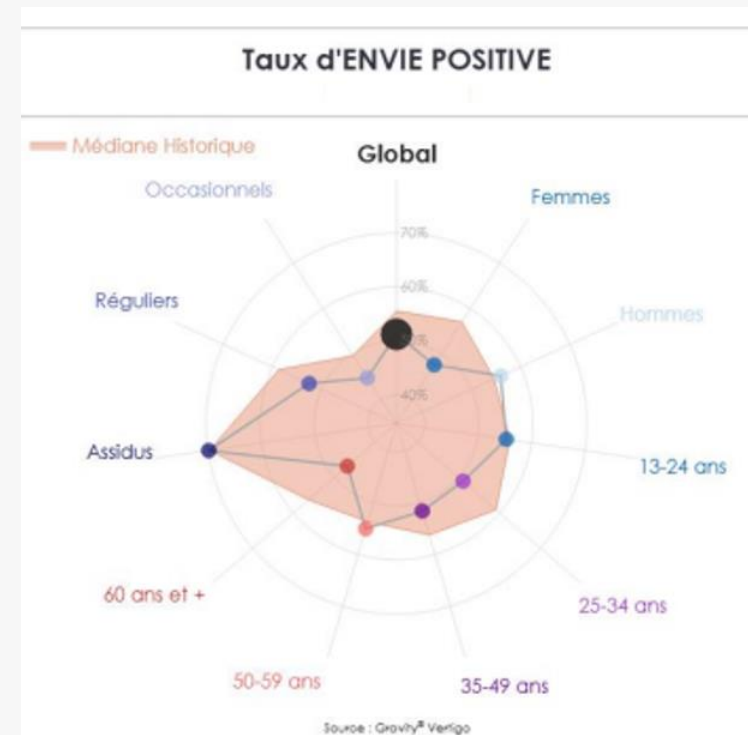 Taux d'ENVIE POSITIVE
Médiane Historique
Global
Occasionnels
Femmes
70%
Réguliers
60%
Hommes
50%
40%
Assidus
13-24 ans
60 ans et +
25-34 ans
50-59 ans
35-49 ans
Source : Gravity® Vertigo